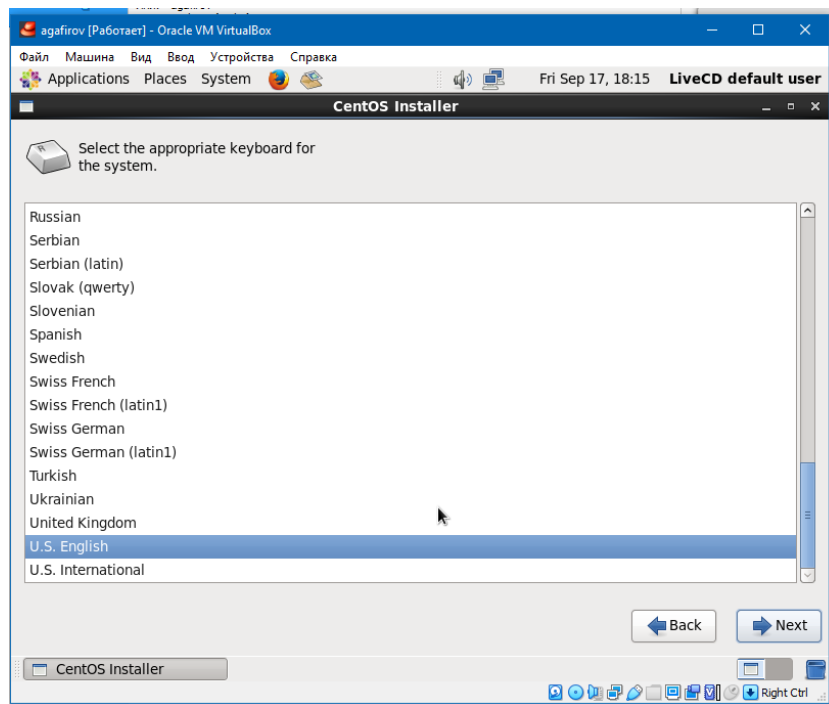 agafirov [Работает] - Oracle VM VirtualBox
Файл Машина Вид Ввод Устройства Справка
Applications Places System Fri Sep 17, 18:15 LiveCD default user
CentOS Installer
Select the appropriate keyboard for
the system.
Russian
Serbian
Serbian (latin)
Slovak (qwerty)
Slovenian
Spanish
Swedish
Swiss French
Swiss French (latin1)
Swiss German
Swiss German (latin1)
Turkish
Ukrainian
United Kingdom
U.S. English
U.S. International
Back Next
CentOS Installer
Right Ctrl